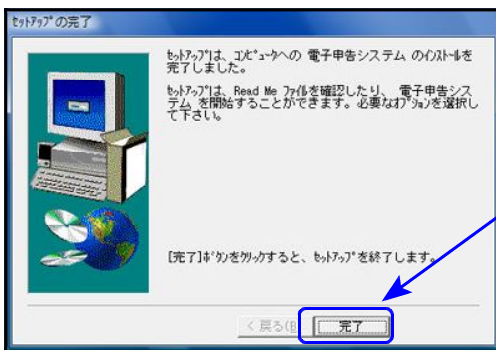 ｾｯﾄｱｯﾌﾟの完了
ｾｯﾄｱｯﾌﾟは、ｺﾝﾋﾟｭｰﾀへの 電子申告システム のｲﾝｽﾄｰﾙを
完了しました。
ｾｯﾄｱｯﾌﾟは、Read Me ﾌｧｲﾙを確認したり、 電子申告シス
テム を開始することができます。必要なｵﾌﾟｼｮﾝを選択し
て下さい。
[完了]ﾎﾞﾀﾝをｸﾘｯｸすると、ｾｯﾄｱｯﾌﾟを終了します。
< 戻る(B
完了